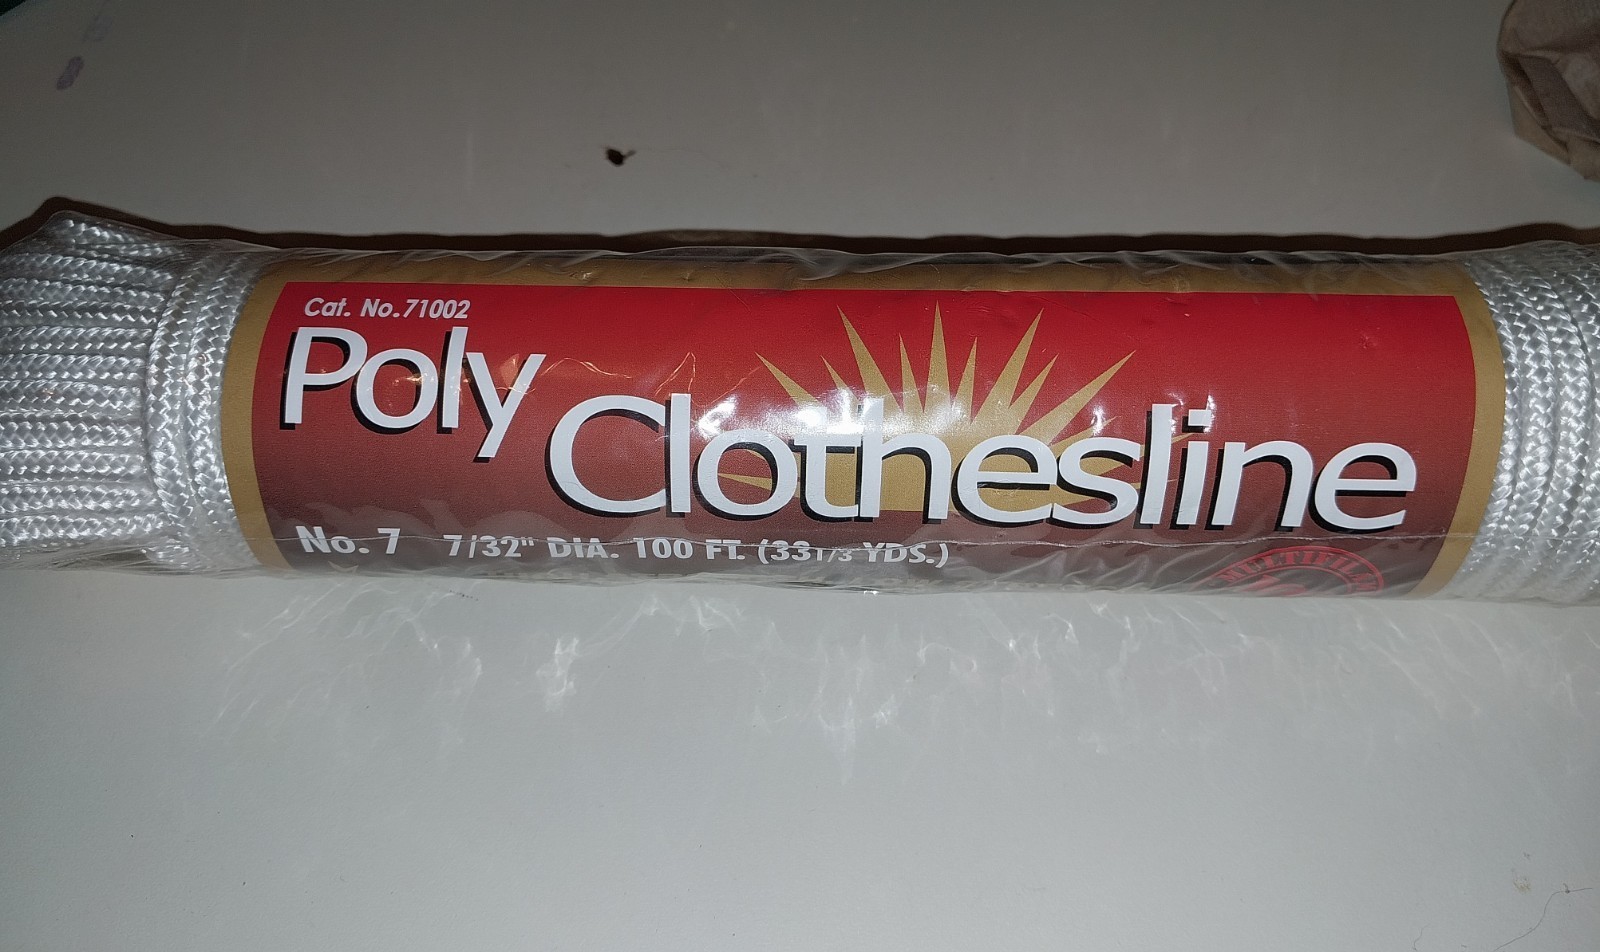 Cat. No.71002
Poly
Clothesline
No. 7 7/32" DIA. 100 FT. (33 1/3 YDS.)